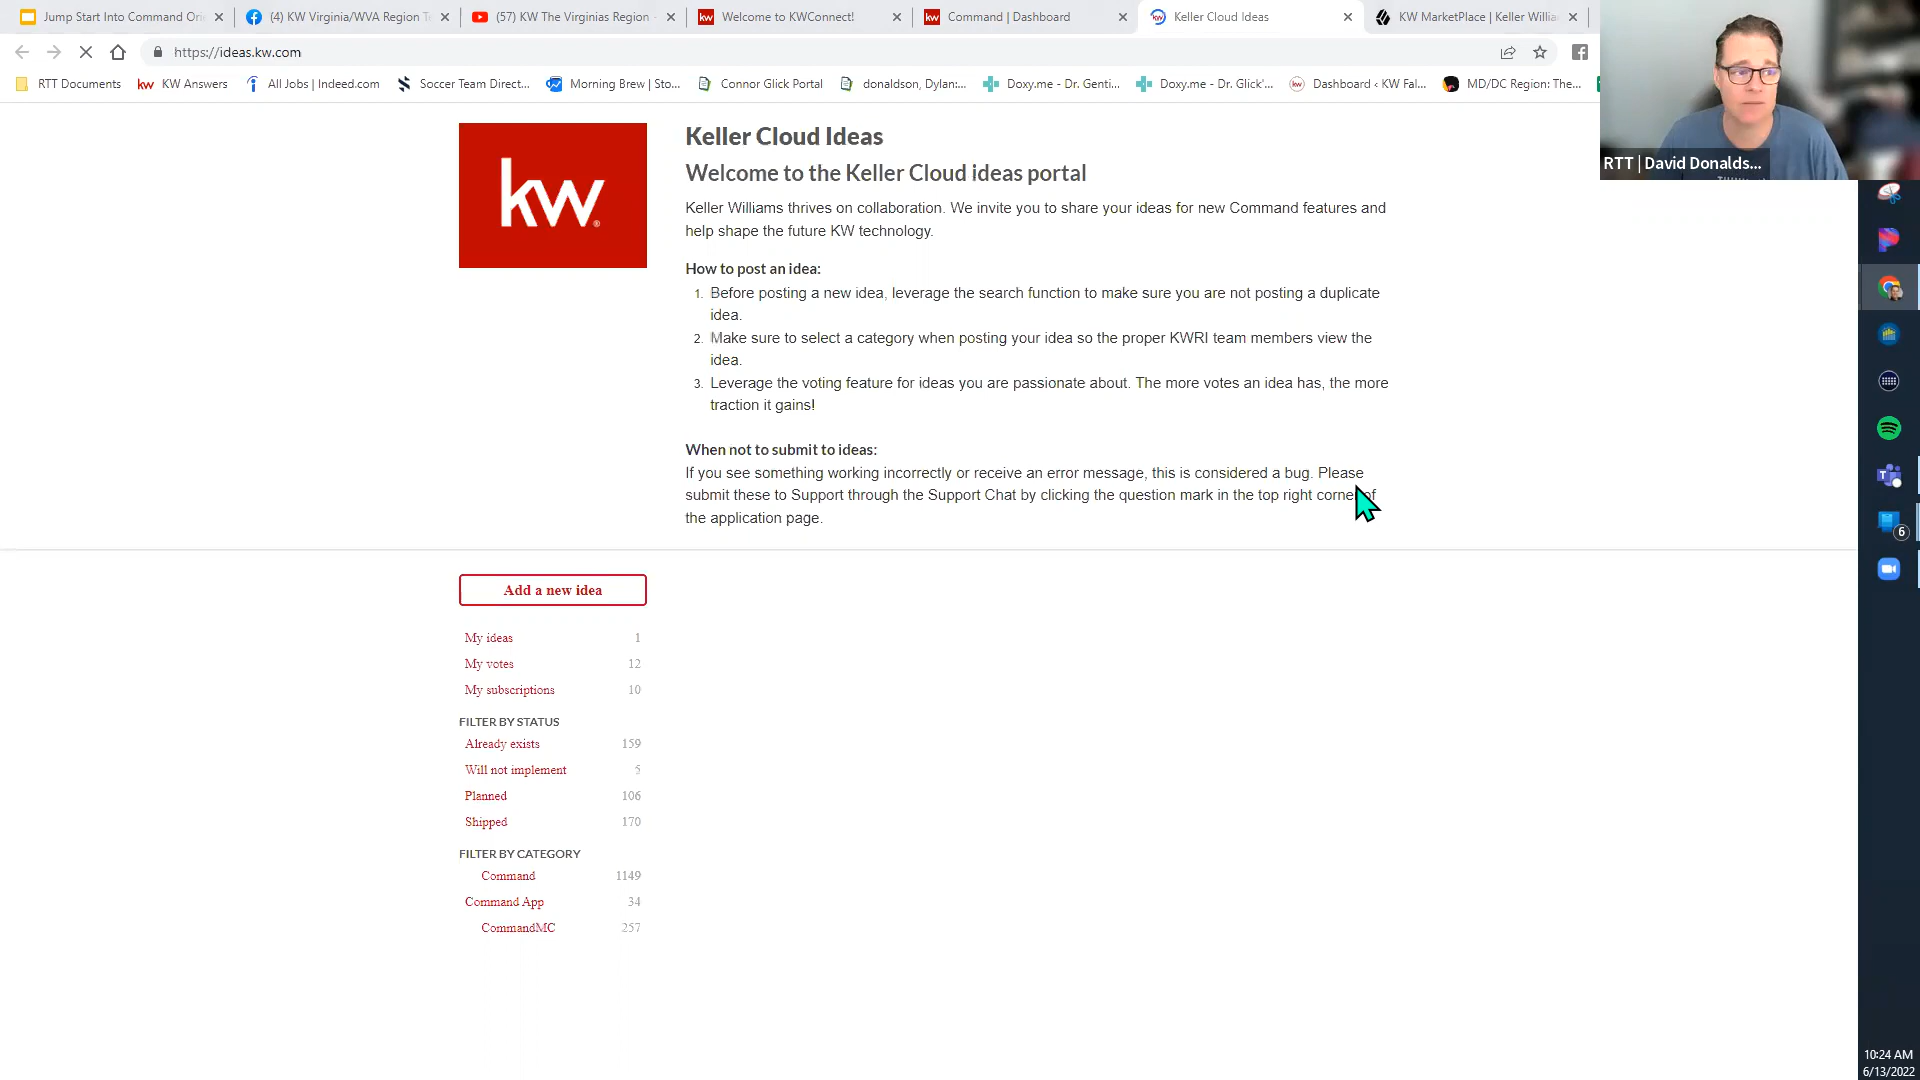 Jump Start Into Command On
(4) KW Virginia/WVA Region T
(57) KW The Virginias Region
Welcome to KWConnect!
Command | Dashboard
Keller Cloud Ideas
KW MarketPlace | Keller Willia
https://ideas.kw.com
RTT Documents
kw KW Answers
All Jobs | Indeed.com
Soccer Team Direct...
Morning Brew | Sto...
Connor Glick Portal
donaldson, Dylan:...
Doxy.me - Dr. Genti...
Doxy.me - Dr. Glick'...
Dashboard ‹ KW Fal...
MD/DC Region: The...
RTT | David Donalds...
kw
Keller Cloud Ideas
Welcome to the Keller Cloud ideas portal
Keller Williams thrives on collaboration. We invite you to share your ideas for new Command features and
help shape the future KW technology.
How to post an idea:
1. Before posting a new idea, leverage the search function to make sure you are not posting a duplicate
idea.
2. Make sure to select a category when posting your idea so the proper KWRI team members view the
idea.
3. Leverage the voting feature for ideas you are passionate about. The more votes an idea has, the more
traction it gains!
When not to submit to ideas:
If you see something working incorrectly or receive an error message, this is considered a bug. Please
submit these to Support through the Support Chat by clicking the question mark in the top right corner of
the application page.
Add a new idea
My ideas 1
My votes 12
My subscriptions 10
FILTER BY STATUS
Already exists 159
Will not implement 5
Planned 106
Shipped 170
FILTER BY CATEGORY
Command 1149
Command App 34
CommandMC 257
6
10:24 AM
6/13/2022